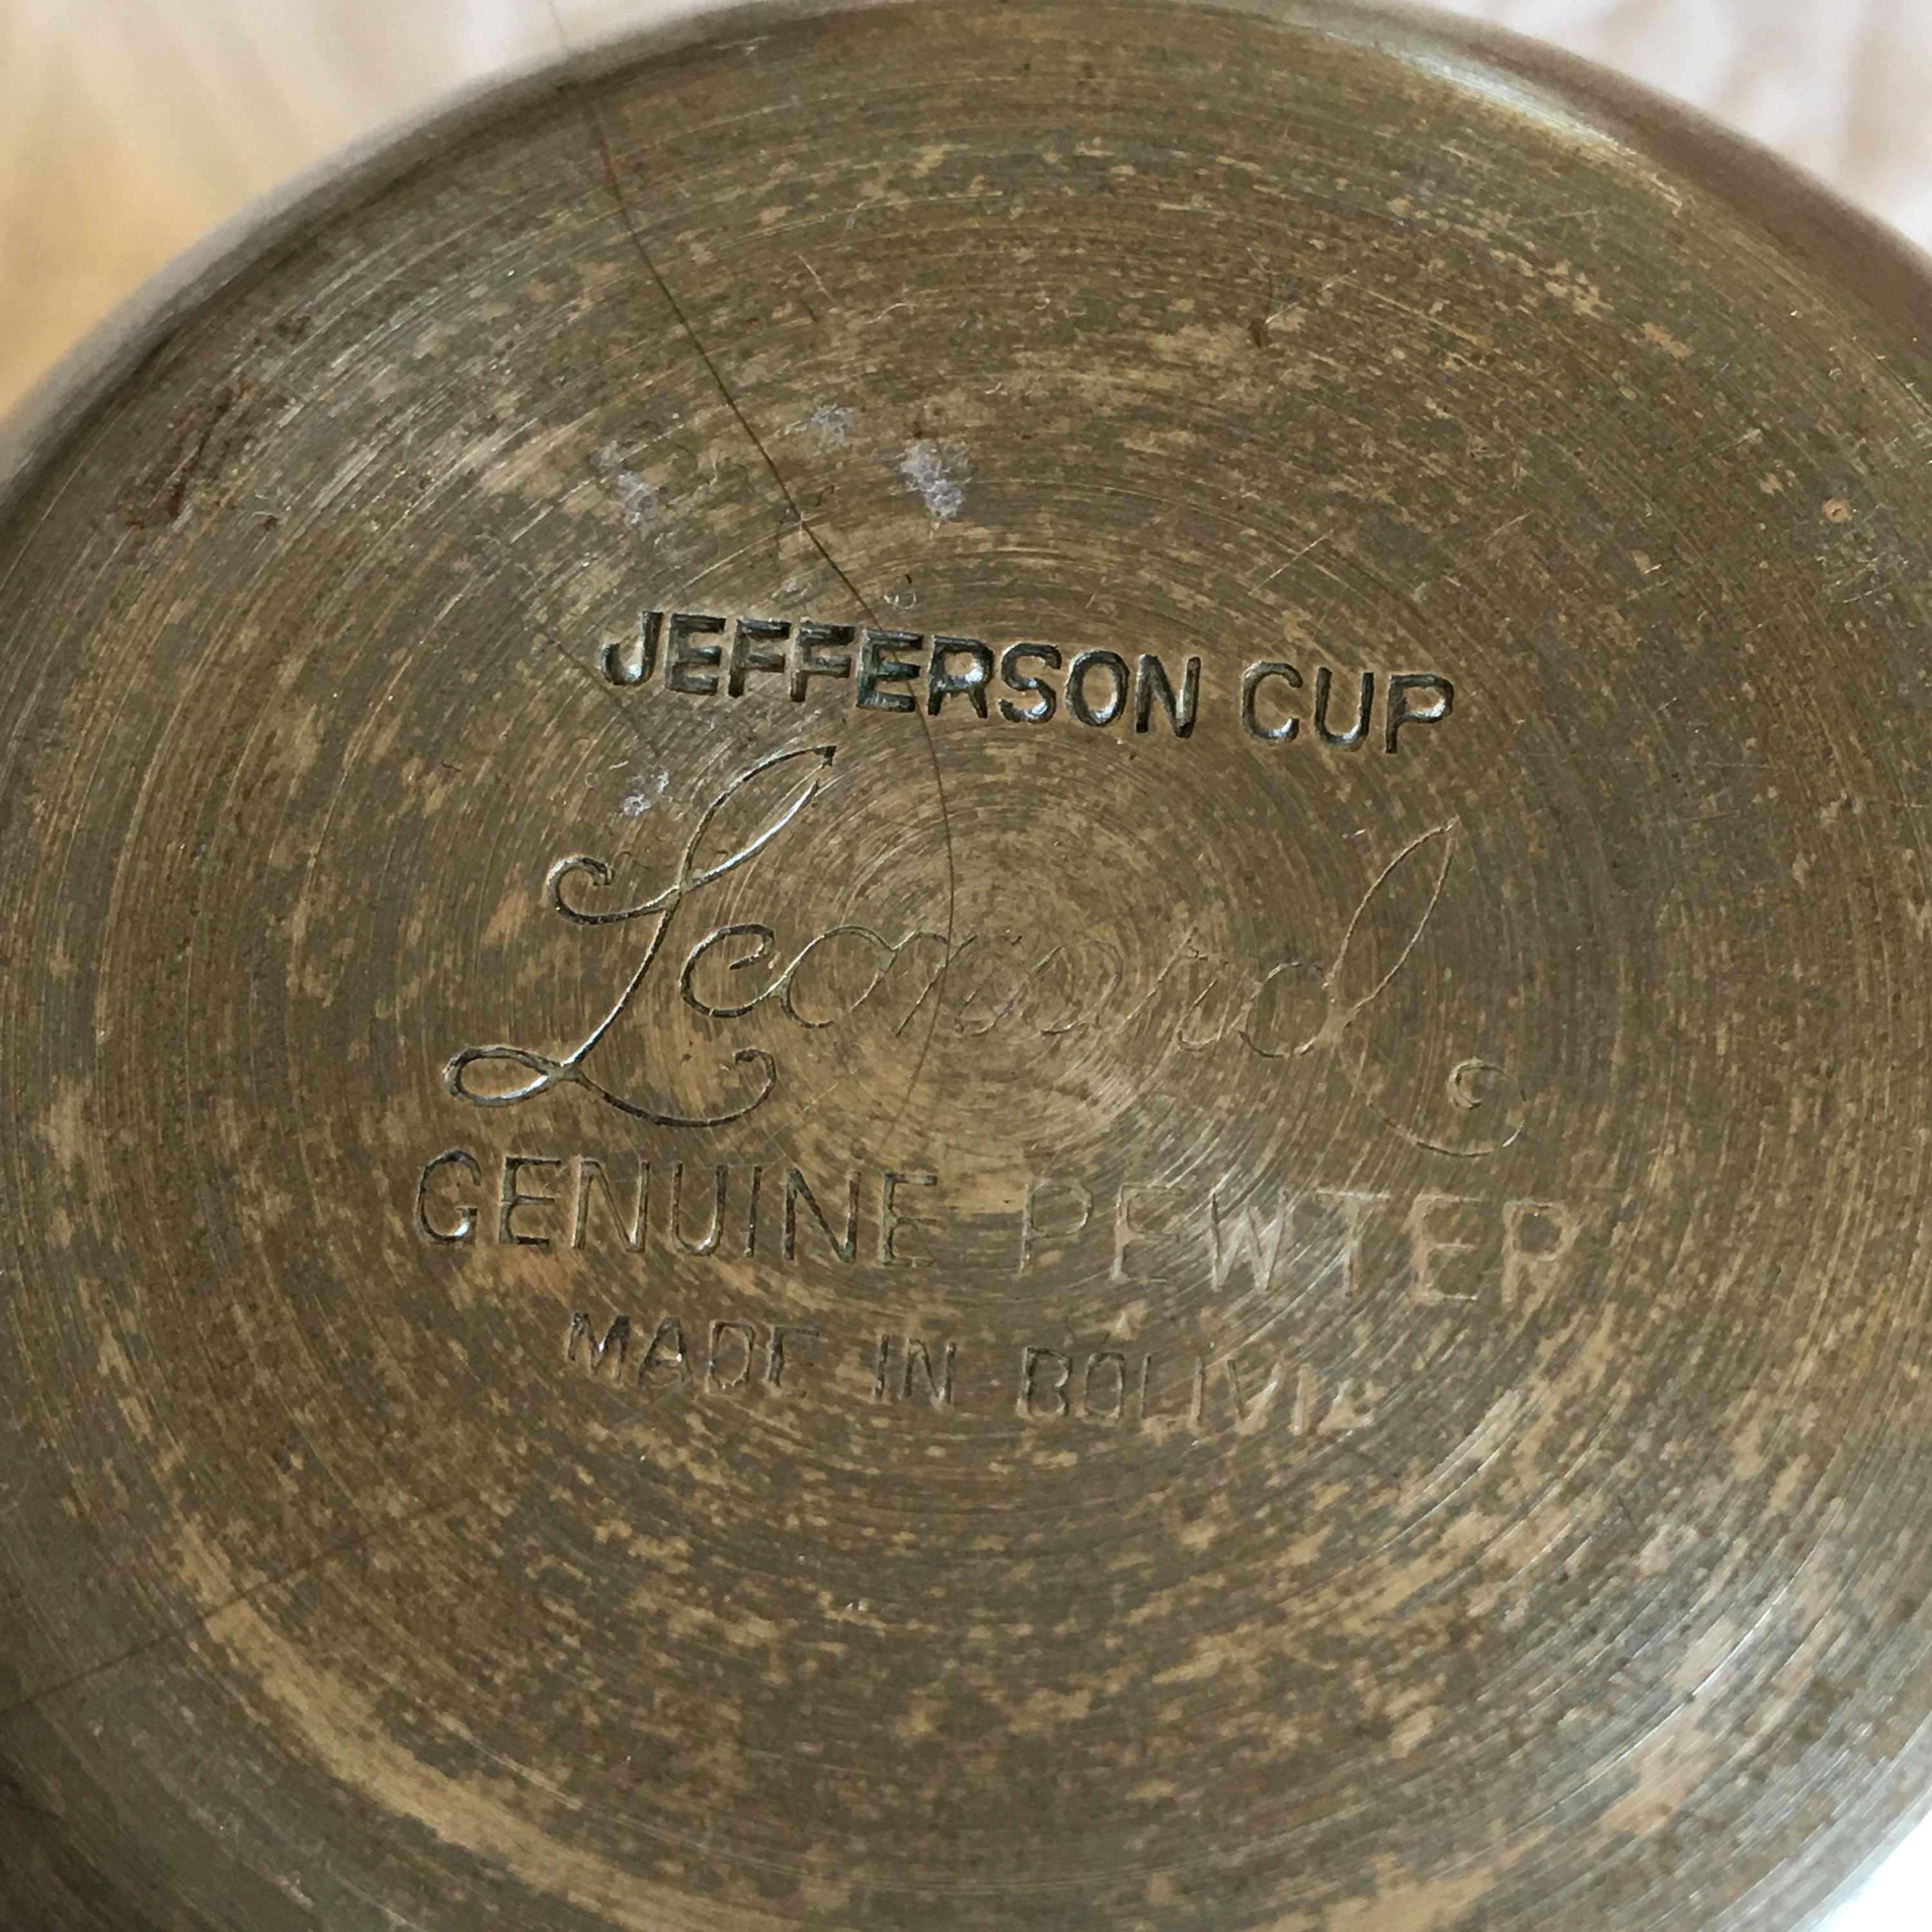 JEFFERSON CUP
Leonard
GENUINE PEWTER
MADE IN BOLIVIA